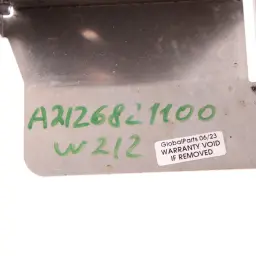 A2126821100
W212
GlobalParts 06/23
WARRANTY VOID
IF REMOVED